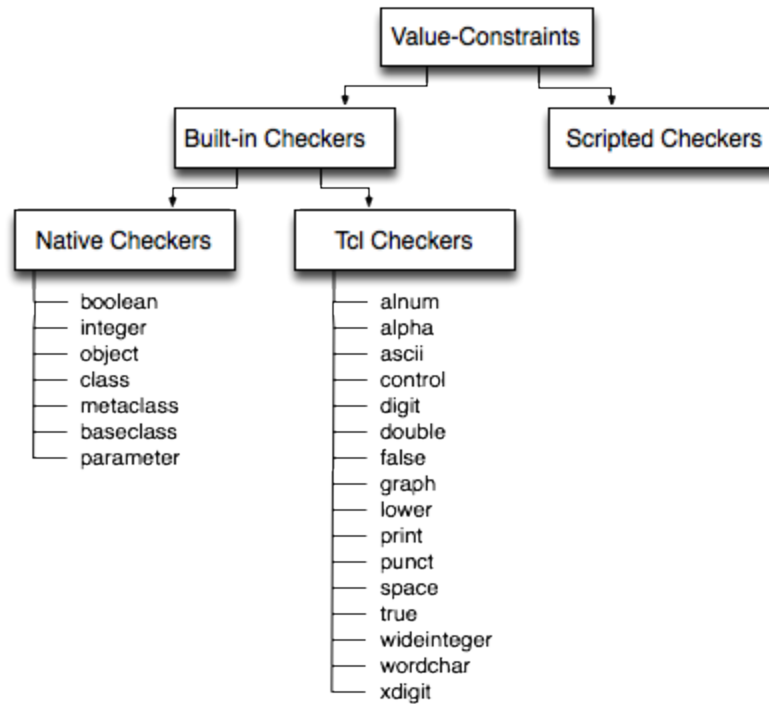 Value-Constraints
Built-in Checkers
Scripted Checkers
Native Checkers
boolean
integer
object
class
metaclass
baseclass
parameter
Tcl Checkers
alnum
alpha
ascii
control
digit
double
false
graph
lower
print
punct
space
true
wideinteger
wordchar
xdigit